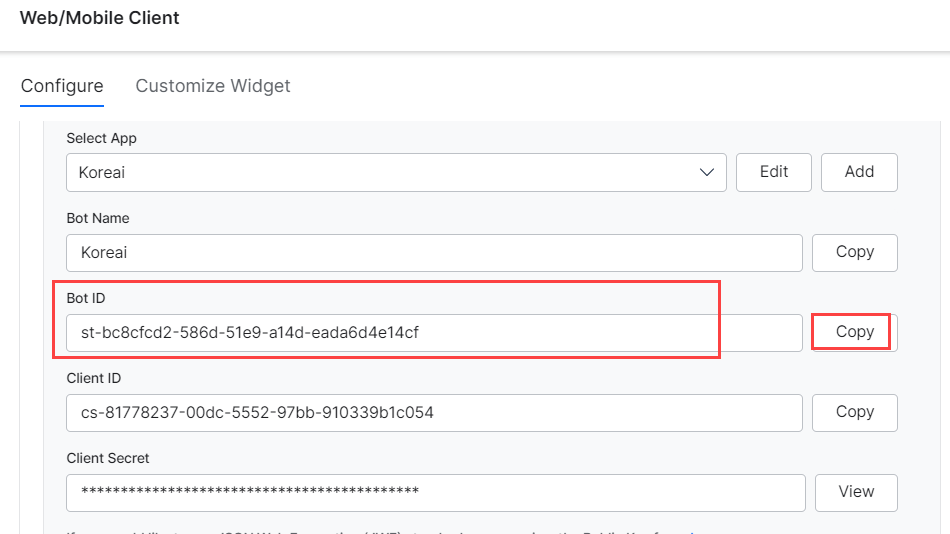 Web/Mobile Client
Configure Customize Widget
Select App
Koreai Edit Add
Bot Name
Koreai Copy
Bot ID
st-bc8cfcd2-586d-51e9-a14d-eada6d4e14cf Copy
Client ID
cs-81778237-00dc-5552-97bb-910339b1c054 Copy
Client Secret
******************************************* View